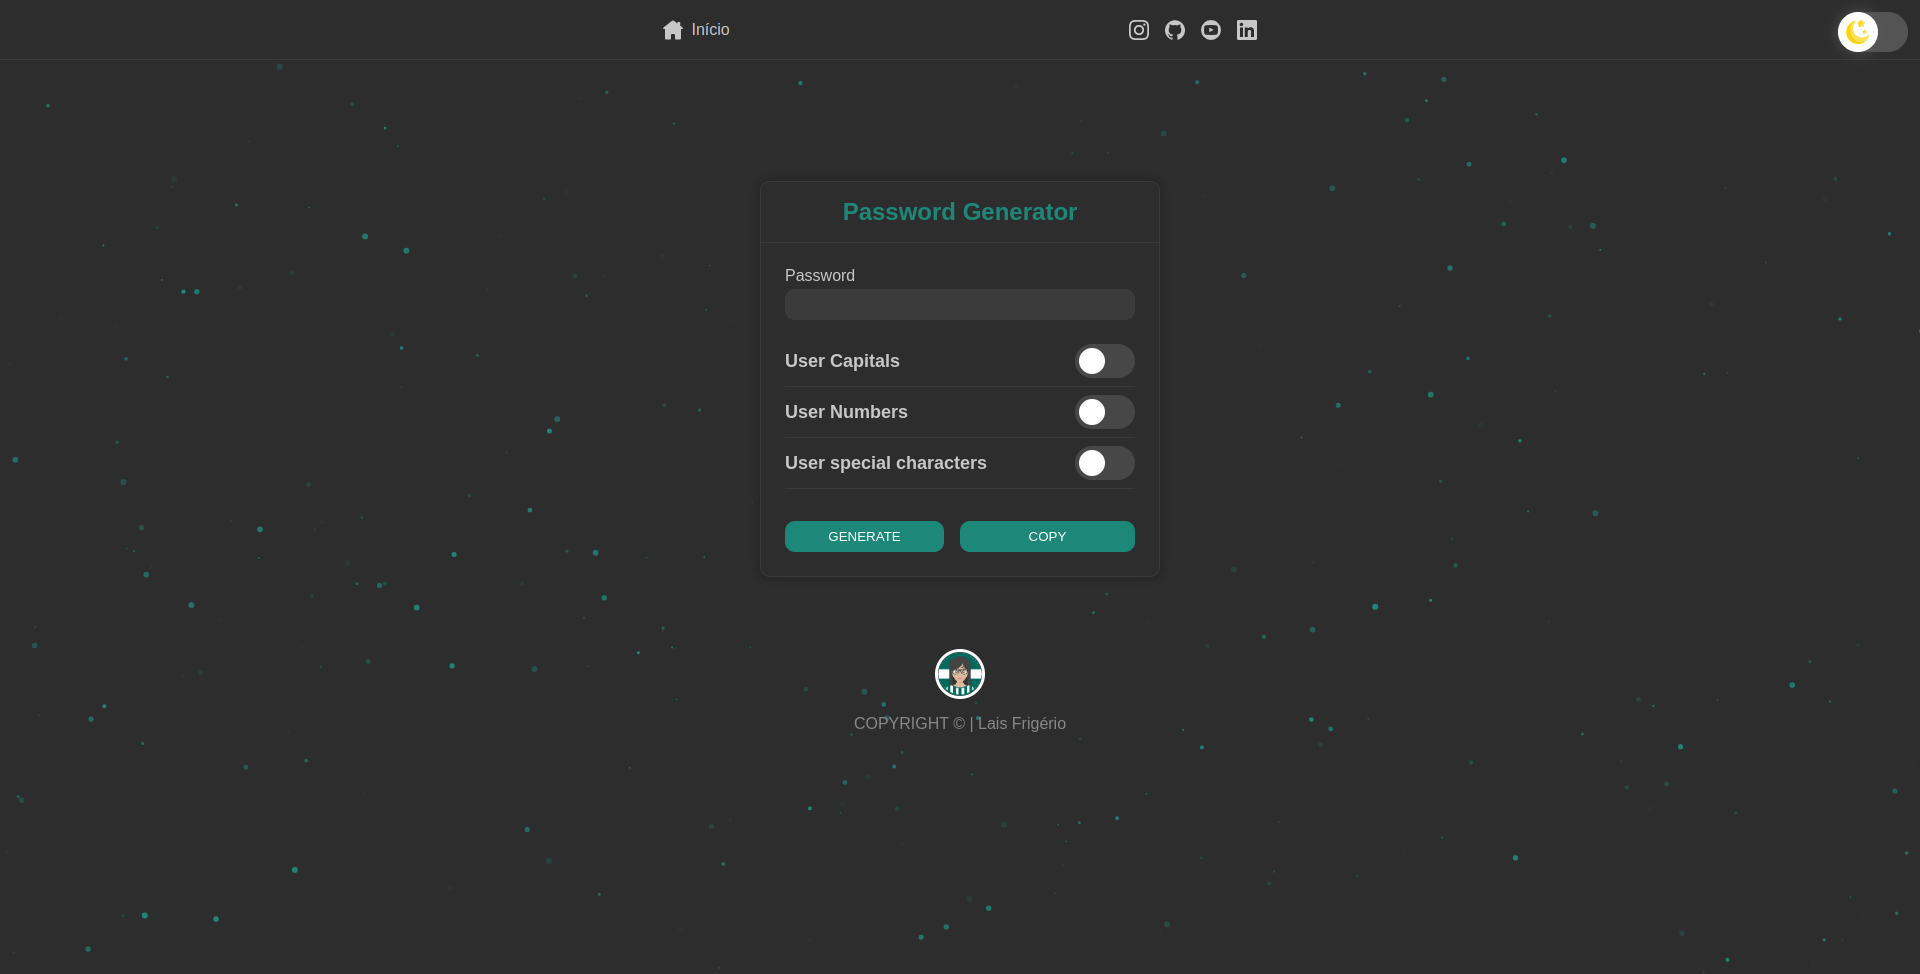 Início
Password Generator
Password
User Capitals
User Numbers
User special characters
GENERATE
COPY
COPYRIGHT © | Lais Frigério